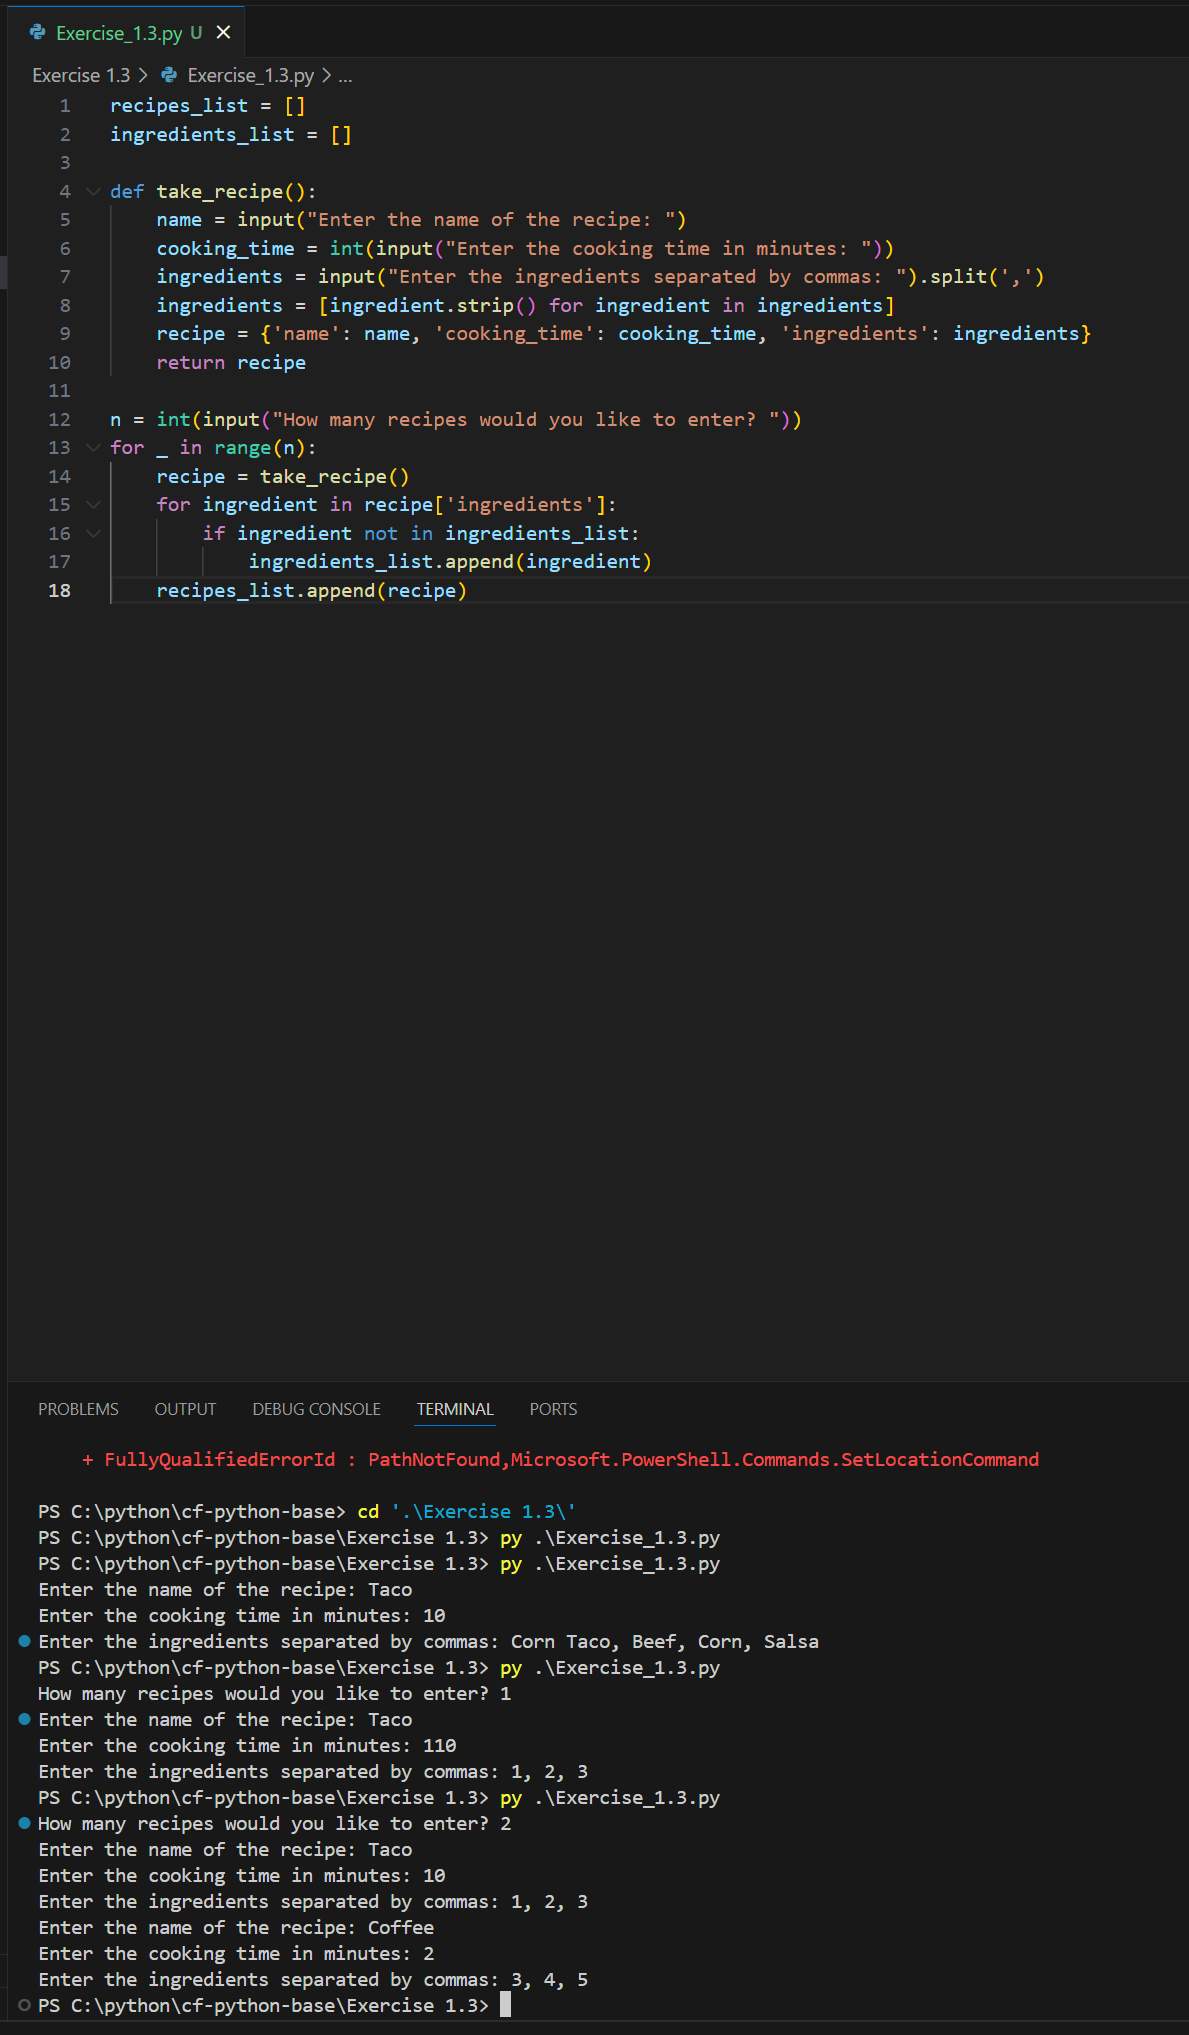 Exercise_1.3.py U ×
Exercise 1.3 > Exercise_1.3.py > ...
1 recipes_list = []
2 ingredients_list = []
3
4 def take_recipe():
5     name = input("Enter the name of the recipe: ")
6     cooking_time = int(input("Enter the cooking time in minutes: "))
7     ingredients = input("Enter the ingredients separated by commas: ").split(',')
8     ingredients = [ingredient.strip() for ingredient in ingredients]
9     recipe = {'name': name, 'cooking_time': cooking_time, 'ingredients': ingredients}
10     return recipe
11
12 n = int(input("How many recipes would you like to enter? "))
13 for _ in range(n):
14     recipe = take_recipe()
15     for ingredient in recipe['ingredients']:
16         if ingredient not in ingredients_list:
17             ingredients_list.append(ingredient)
18     recipes_list.append(recipe)
PROBLEMS OUTPUT DEBUG CONSOLE TERMINAL PORTS
    + FullyQualifiedErrorId : PathNotFound,Microsoft.PowerShell.Commands.SetLocationCommand
PS C:\python\cf-python-base> cd '.\Exercise 1.3\'
PS C:\python\cf-python-base\Exercise 1.3> py .\Exercise_1.3.py
PS C:\python\cf-python-base\Exercise 1.3> py .\Exercise_1.3.py
Enter the name of the recipe: Taco
Enter the cooking time in minutes: 10
Enter the ingredients separated by commas: Corn Taco, Beef, Corn, Salsa
PS C:\python\cf-python-base\Exercise 1.3> py .\Exercise_1.3.py
How many recipes would you like to enter? 1
Enter the name of the recipe: Taco
Enter the cooking time in minutes: 110
Enter the ingredients separated by commas: 1, 2, 3
PS C:\python\cf-python-base\Exercise 1.3> py .\Exercise_1.3.py
How many recipes would you like to enter? 2
Enter the name of the recipe: Taco
Enter the cooking time in minutes: 10
Enter the ingredients separated by commas: 1, 2, 3
Enter the name of the recipe: Coffee
Enter the cooking time in minutes: 2
Enter the ingredients separated by commas: 3, 4, 5
PS C:\python\cf-python-base\Exercise 1.3>